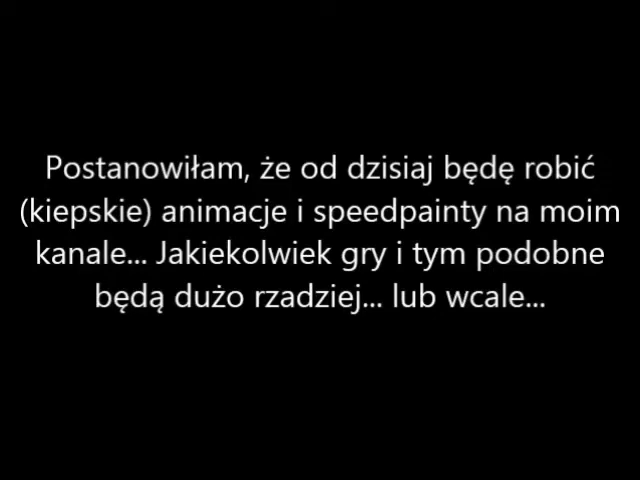 Postanowiłam, że od dzisiaj będę robić
(kiepskie) animacje i speedpainty na moim
kanale... Jakiekolwiek gry i tym podobne
będą dużo rzadziej... lub wcale...